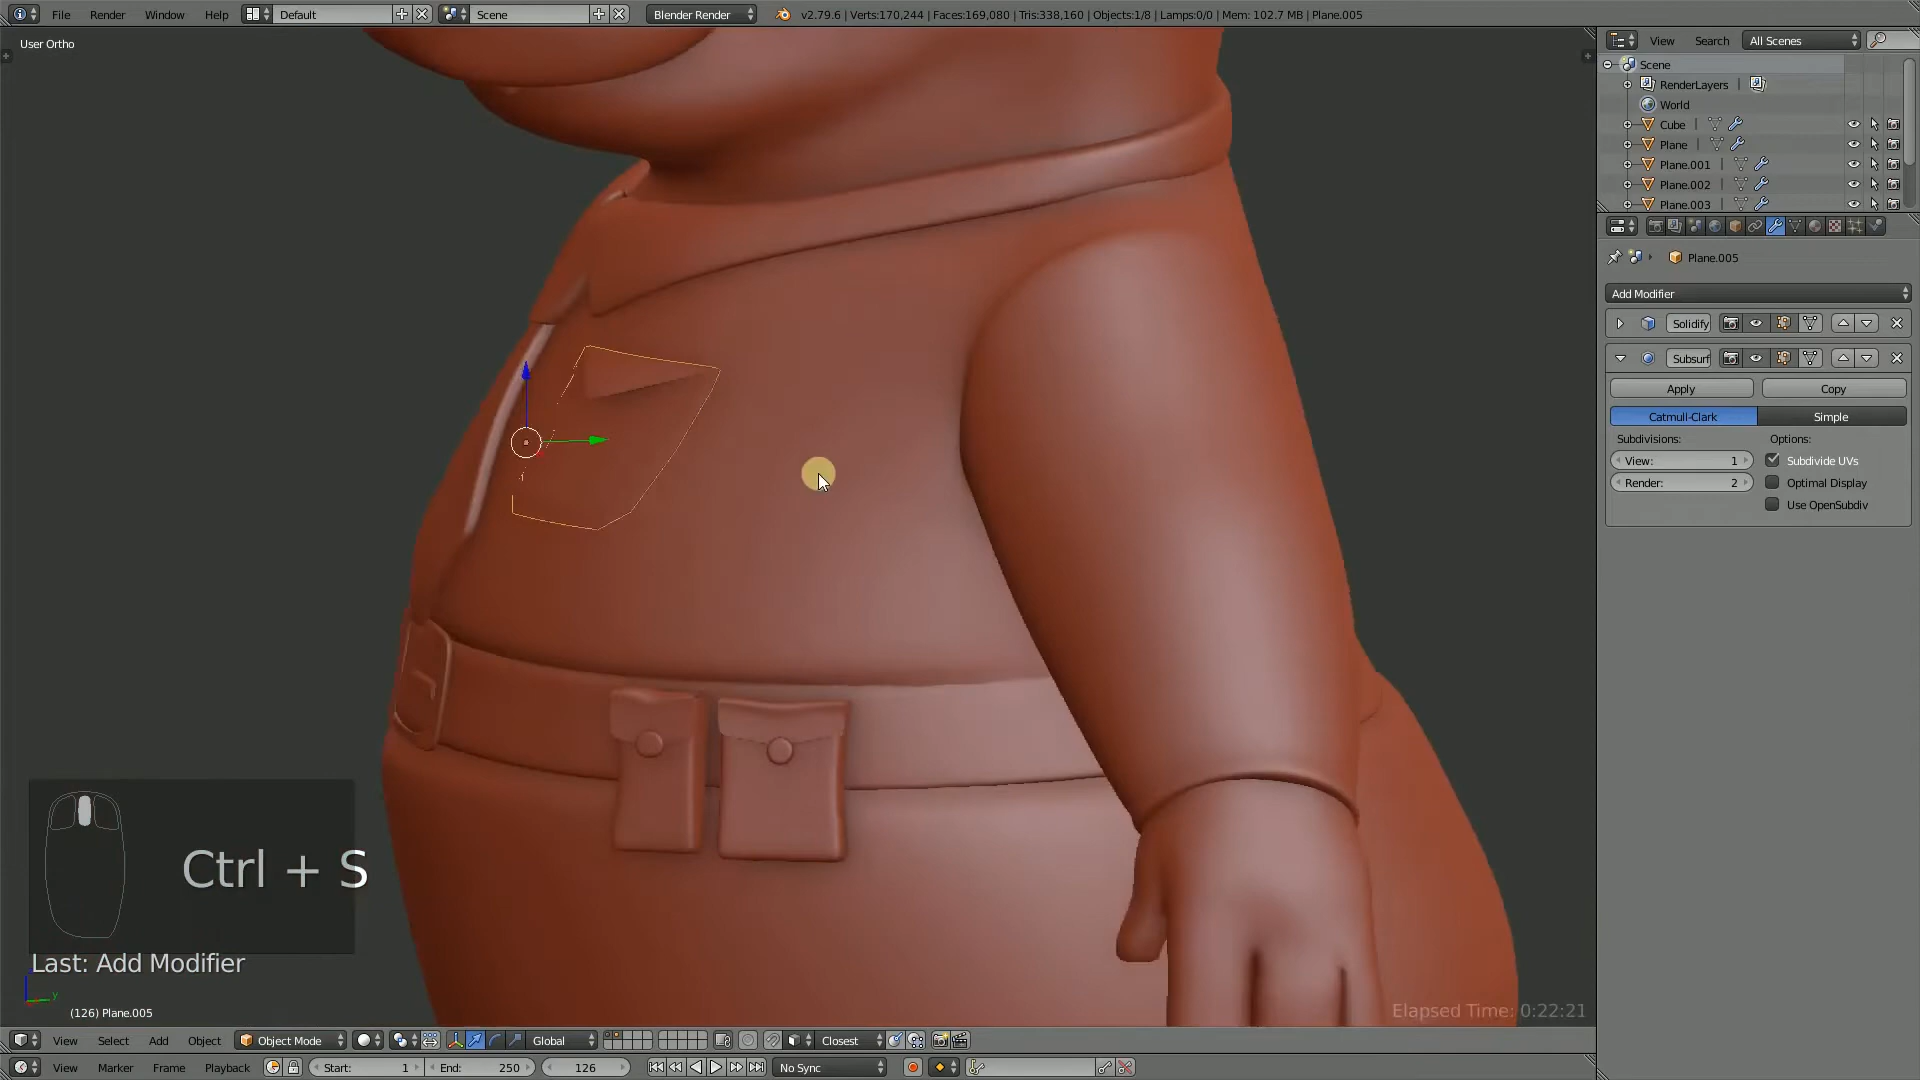 File Render Window Help Default Scene Blender Render v2.79.6 | Verts:170,244 | Faces:169,080 | Tris:338,160 | Objects:1/8 | Lamps:0/0 | Mem: 102.7 MB | Plane.005
User Ortho
View Search All Scenes
Scene
RenderLayers
World
Cube
Plane
Plane.001
Plane.002
Plane.003
Plane.005
Add Modifier
Solidify
Subsurf
Apply Copy
Catmull-Clark Simple
Subdivisions: Options:
View: 1 Subdivide UVs
Render: 2 Optimal Display
Use OpenSubdiv
Ctrl + S
Last: Add Modifier
y
(126) Plane.005
Elapsed Time: 0:22:21
View Select Add Object Object Mode Global Closest
View Marker Frame Playback Start: 1 End: 250 126 No Sync